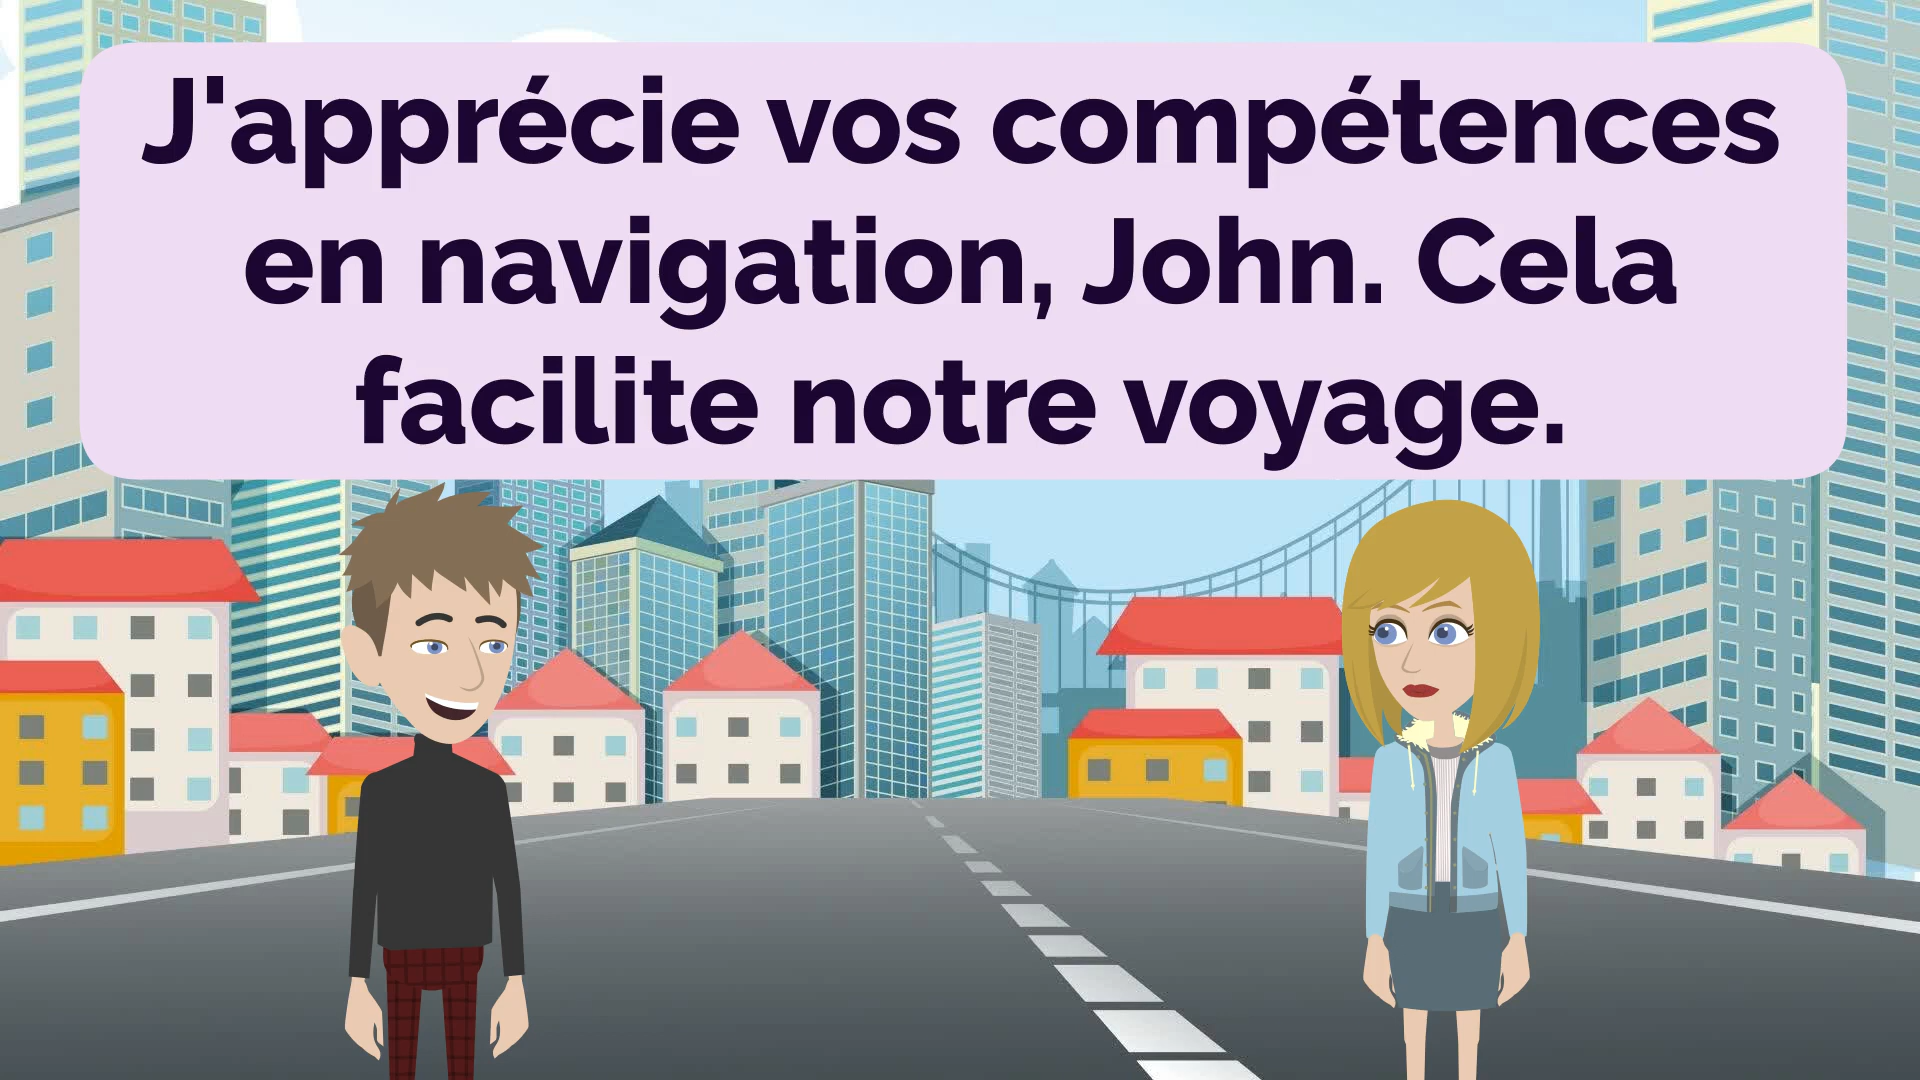 J'apprécie vos compétences
en navigation, John. Cela
facilite notre voyage.